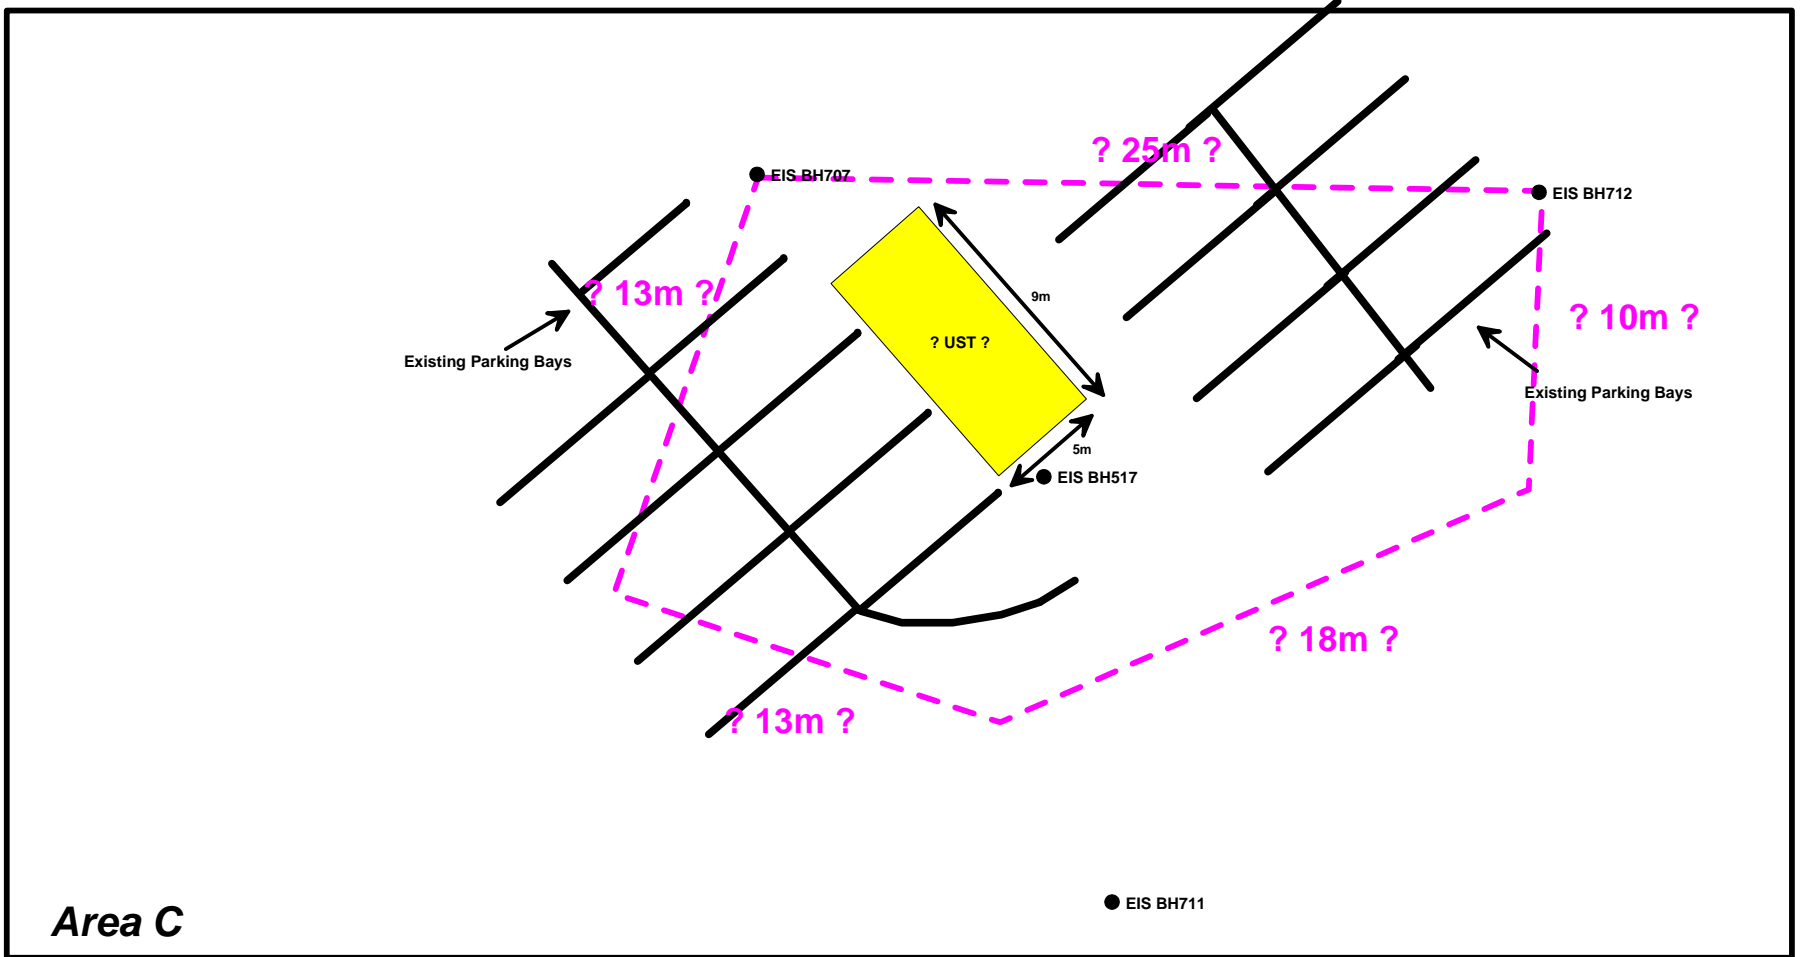 ? 25m ?
EIS BH707
EIS BH712
? 13m ?
9m
? 10m ?
? UST ?
Existing Parking Bays
Existing Parking Bays
5m
EIS BH517
? 18m ?
? 13m ?
EIS BH711
Area C